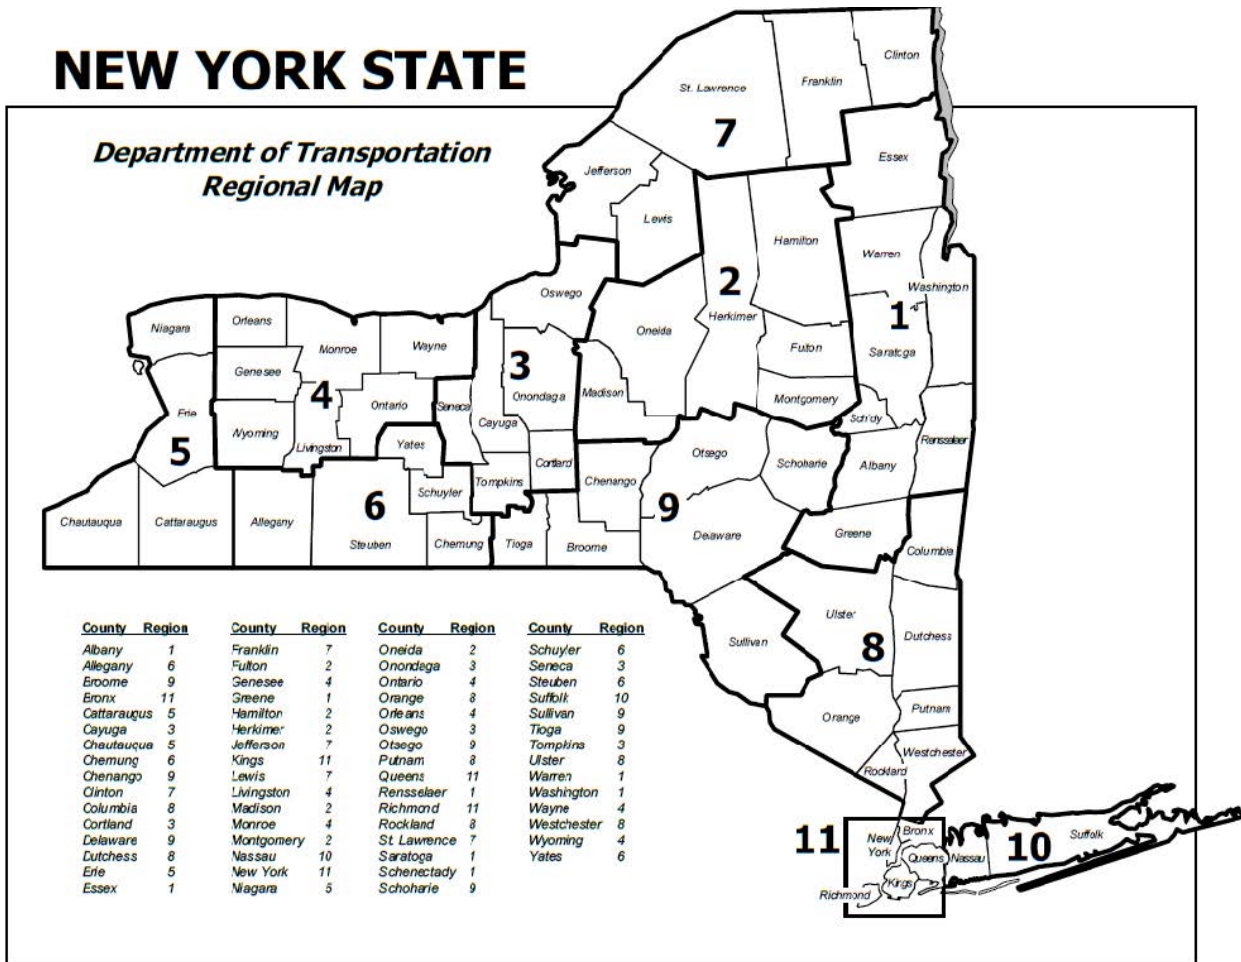 NEW YORK STATE
Department of Transportation
Regional Map
Clinton
Franklin
St. Lawrence
7
Essex
Jefferson
Lewis
Hamilton
Warren
2
Washington
Oswego
Herkimer
1
Oneida
Niagara
Orleans
Monroe
Wayne
Fulton
Saratoga
3
Genesee
4
Madison
Onondaga
Montgomery
Ontario
Seneca
Erie
Cayuga
Sch'dy
Wyoming
Livingston
Yates
Rensselaer
5
Otsego
Schoharie
Albany
Cortland
Tompkins
Chenango
Schuyler
6
9
Chautauqua
Cattaraugus
Allegany
Steuben
Chemung
Tioga
Broome
Delaware
Greene
Columbia
Ulster
Dutchess
Sullivan
8
Putnam
Orange
Westchester
Rockland
11
New
York
Bronx
Queens
Nassau
10
Suffolk
Kings
Richmond
County Region County Region County Region County Region
Albany 1 Franklin 7 Oneida 2 Schuyler 6
Allegany 6 Fulton 2 Onondaga 3 Seneca 3
Broome 9 Genesee 4 Ontario 4 Steuben 6
Bronx 11 Greene 1 Orange 8 Suffolk 10
Cattaraugus 5 Hamilton 2 Orleans 4 Sullivan 9
Cayuga 3 Herkimer 2 Oswego 3 Tioga 9
Chautauqua 5 Jefferson 7 Otsego 9 Tompkins 3
Chemung 6 Kings 11 Putnam 8 Ulster 8
Chenango 9 Lewis 7 Queens 11 Warren 1
Clinton 7 Livingston 4 Rensselaer 1 Washington 1
Columbia 8 Madison 2 Richmond 11 Wayne 4
Cortland 3 Monroe 4 Rockland 8 Westchester 8
Delaware 9 Montgomery 2 St. Lawrence 7 Wyoming 4
Dutchess 8 Nassau 10 Saratoga 1 Yates 6
Erie 5 New York 11 Schenectady 1
Essex 1 Niagara 5 Schoharie 9